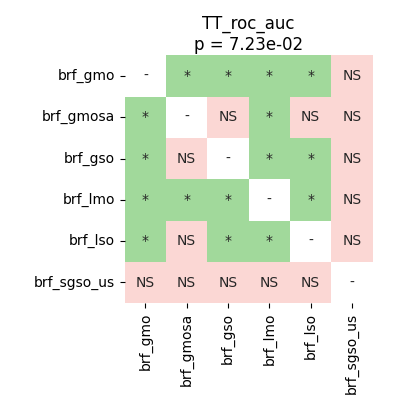 TT_roc_auc
p = 7.23e-02
brf_gmo - * * * * NS
brf_gmosa * - NS * NS NS
brf_gso * NS - * * NS
brf_lmo * * * - * NS
brf_lso * NS * * - NS
brf_sgso_us NS NS NS NS NS -
brf_gmo brf_gmosa brf_gso brf_lmo brf_lso brf_sgso_us